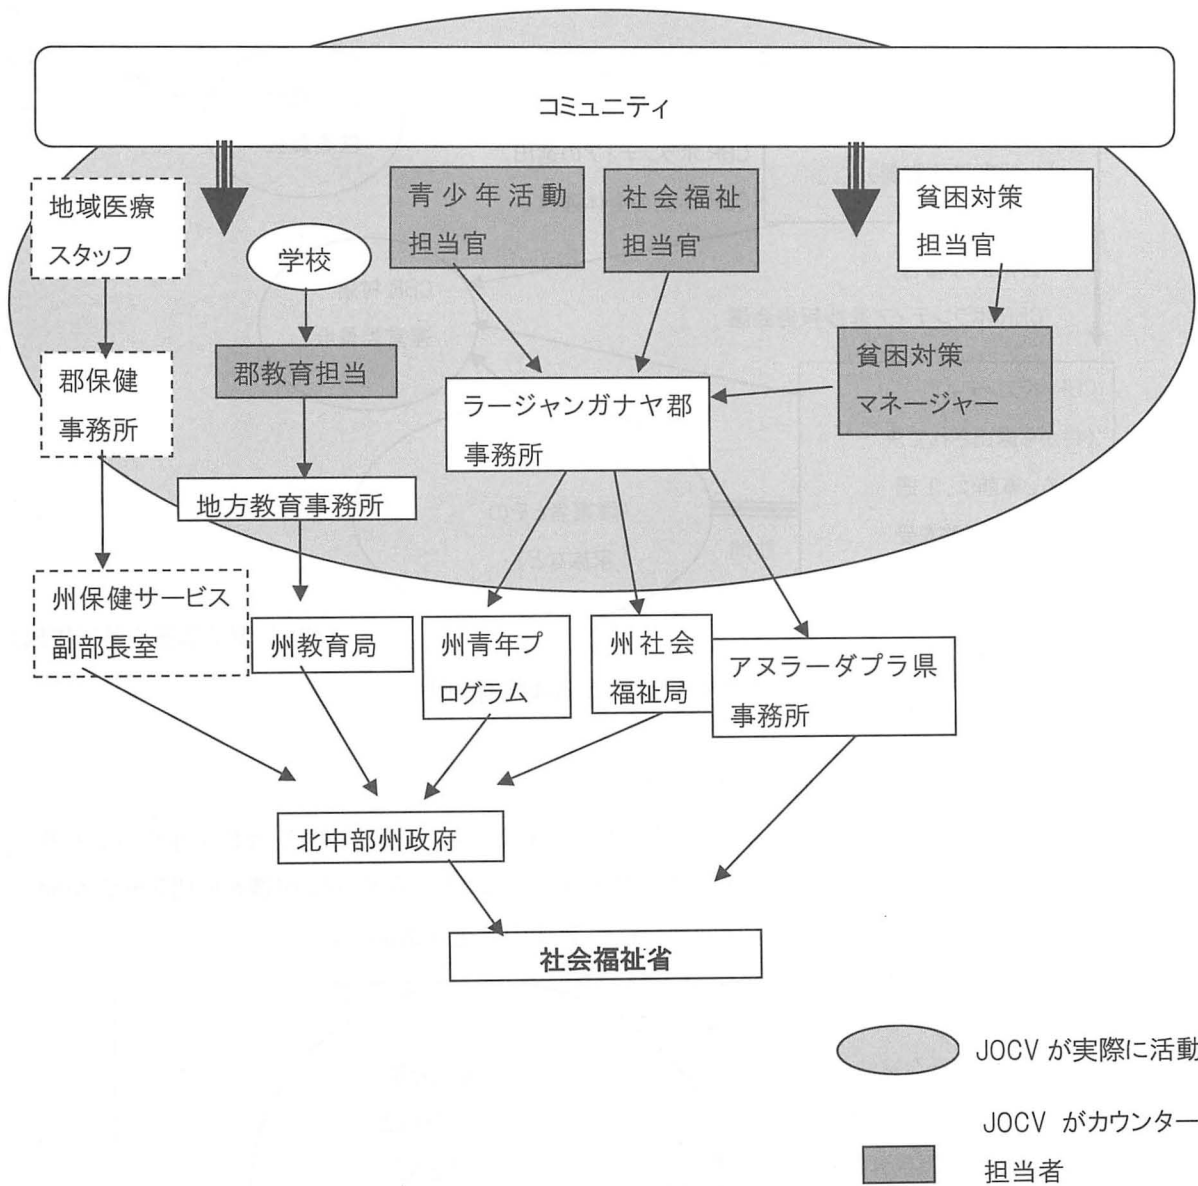 コミュニティ
地域医療
スタッフ
学校
青少年活動
担当官
社会福祉
担当官
貧困対策
担当官
郡保健
事務所
郡教育担当
ラージャンガナヤ郡
事務所
貧困対策
マネージャー
地方教育事務所
州保健サービス
副部長室
州教育局
州青年プ
ログラム
州社会
福祉局
アヌラーダプラ県
事務所
北中部州政府
社会福祉省
JOCV が実際に活動
JOCV がカウンター
担当者